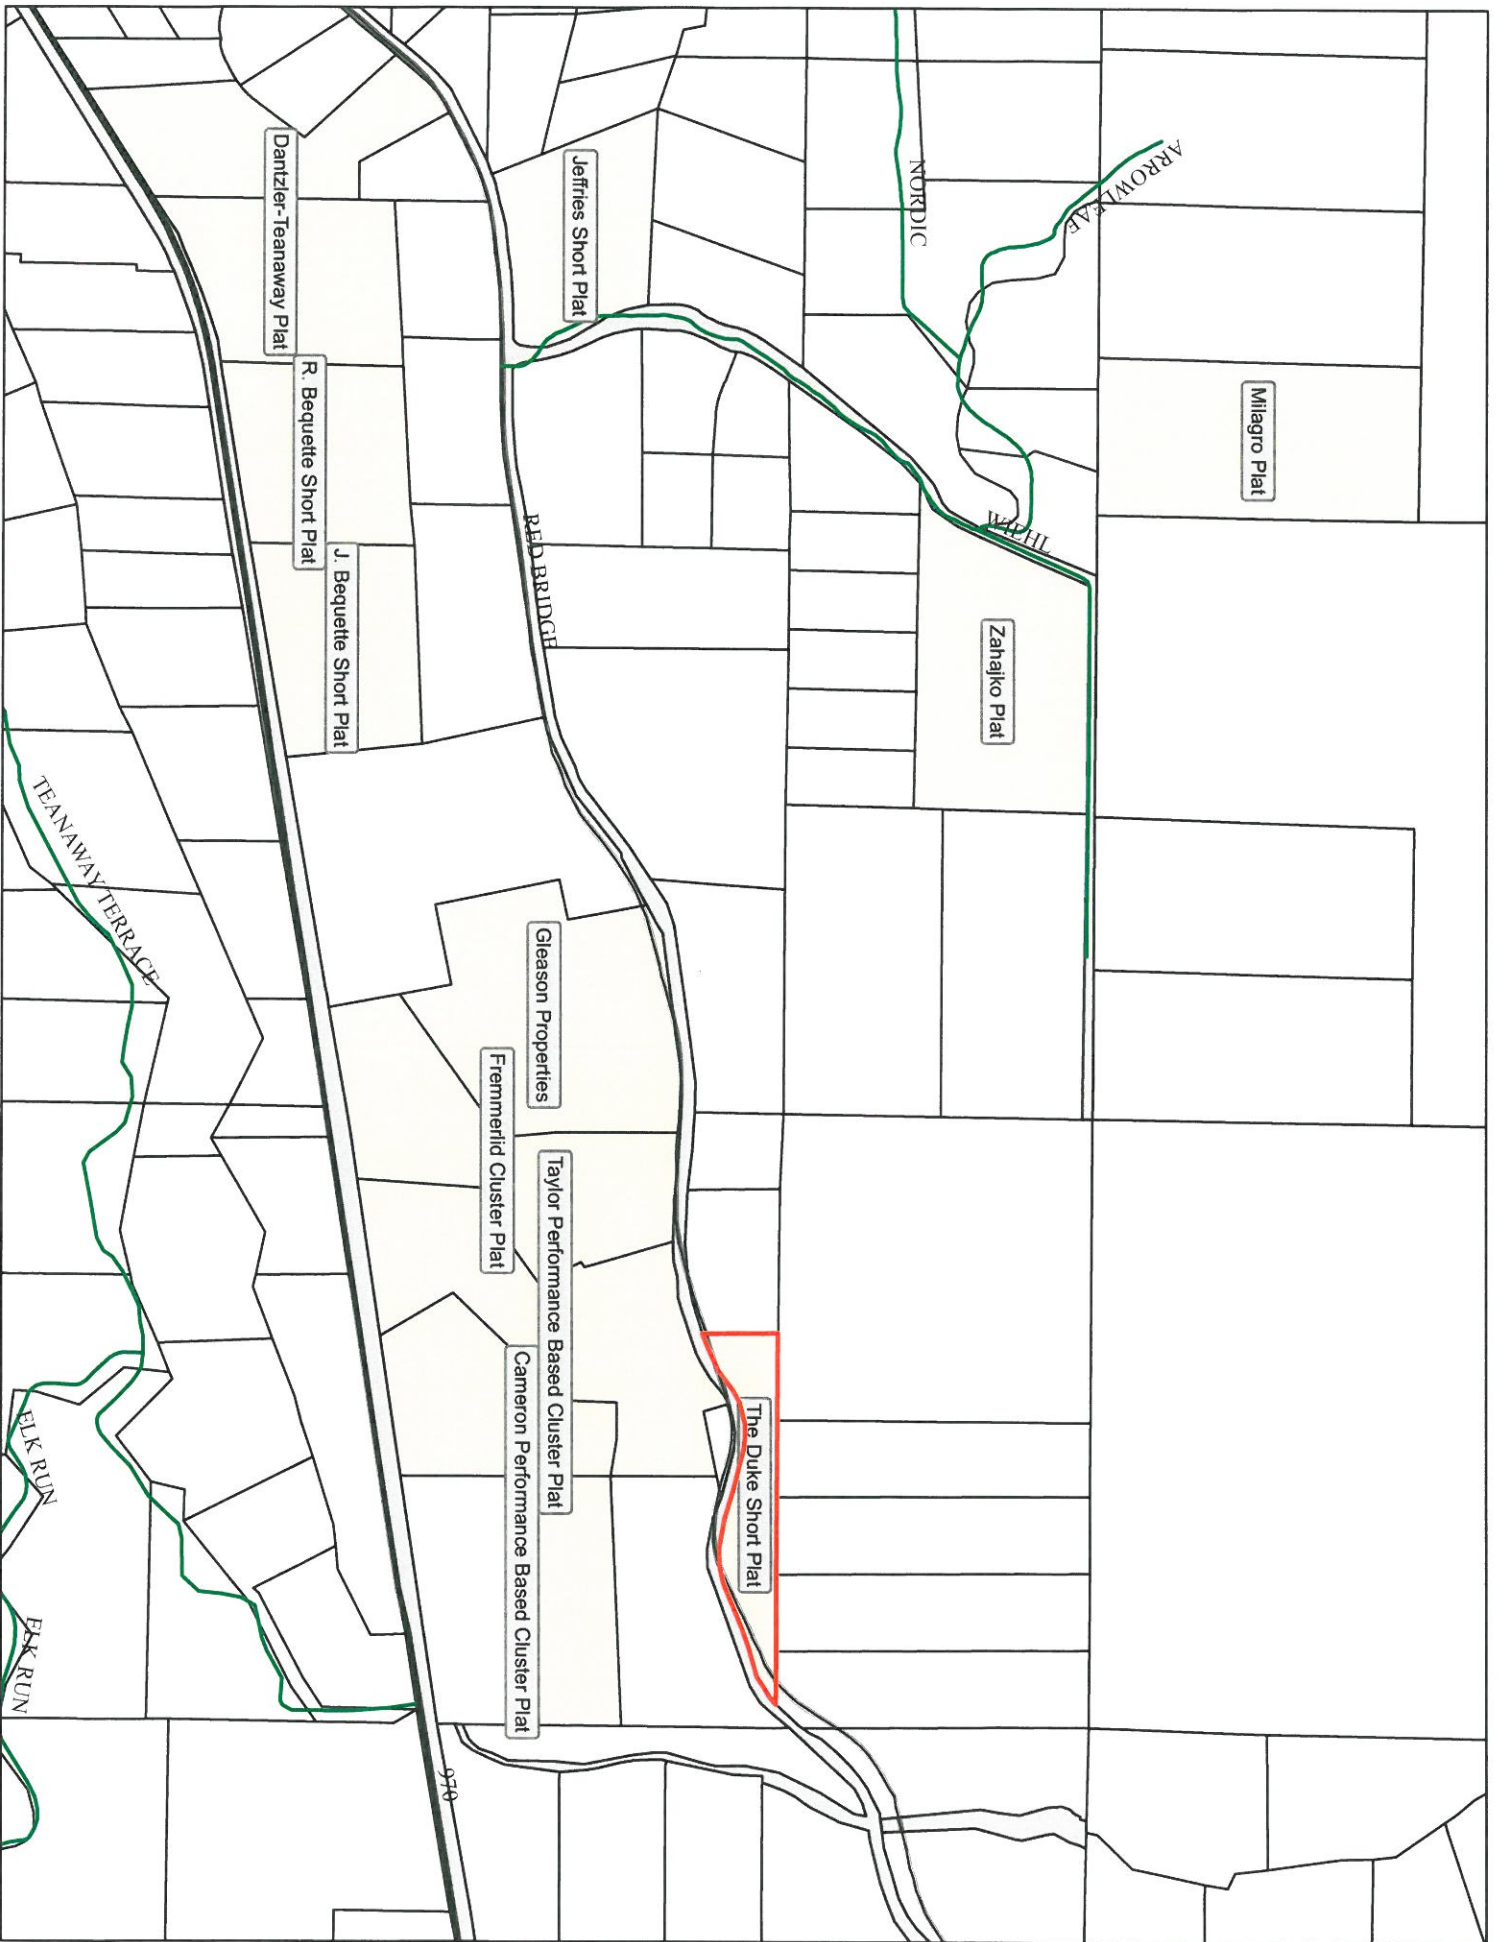 Milagro Plat
ARROWLEAF
NORDIC
WIEHL
Zahajko Plat
Jeffries Short Plat
RED BRIDGE
Dantzler-Teanaway Plat
R. Bequette Short Plat
J. Bequette Short Plat
The Duke Short Plat
Gleason Properties
Taylor Performance Based Cluster Plat
Cameron Performance Based Cluster Plat
Fremmerlid Cluster Plat
970
TEANAWAY TERRACE
ELK RUN
ELK RUN